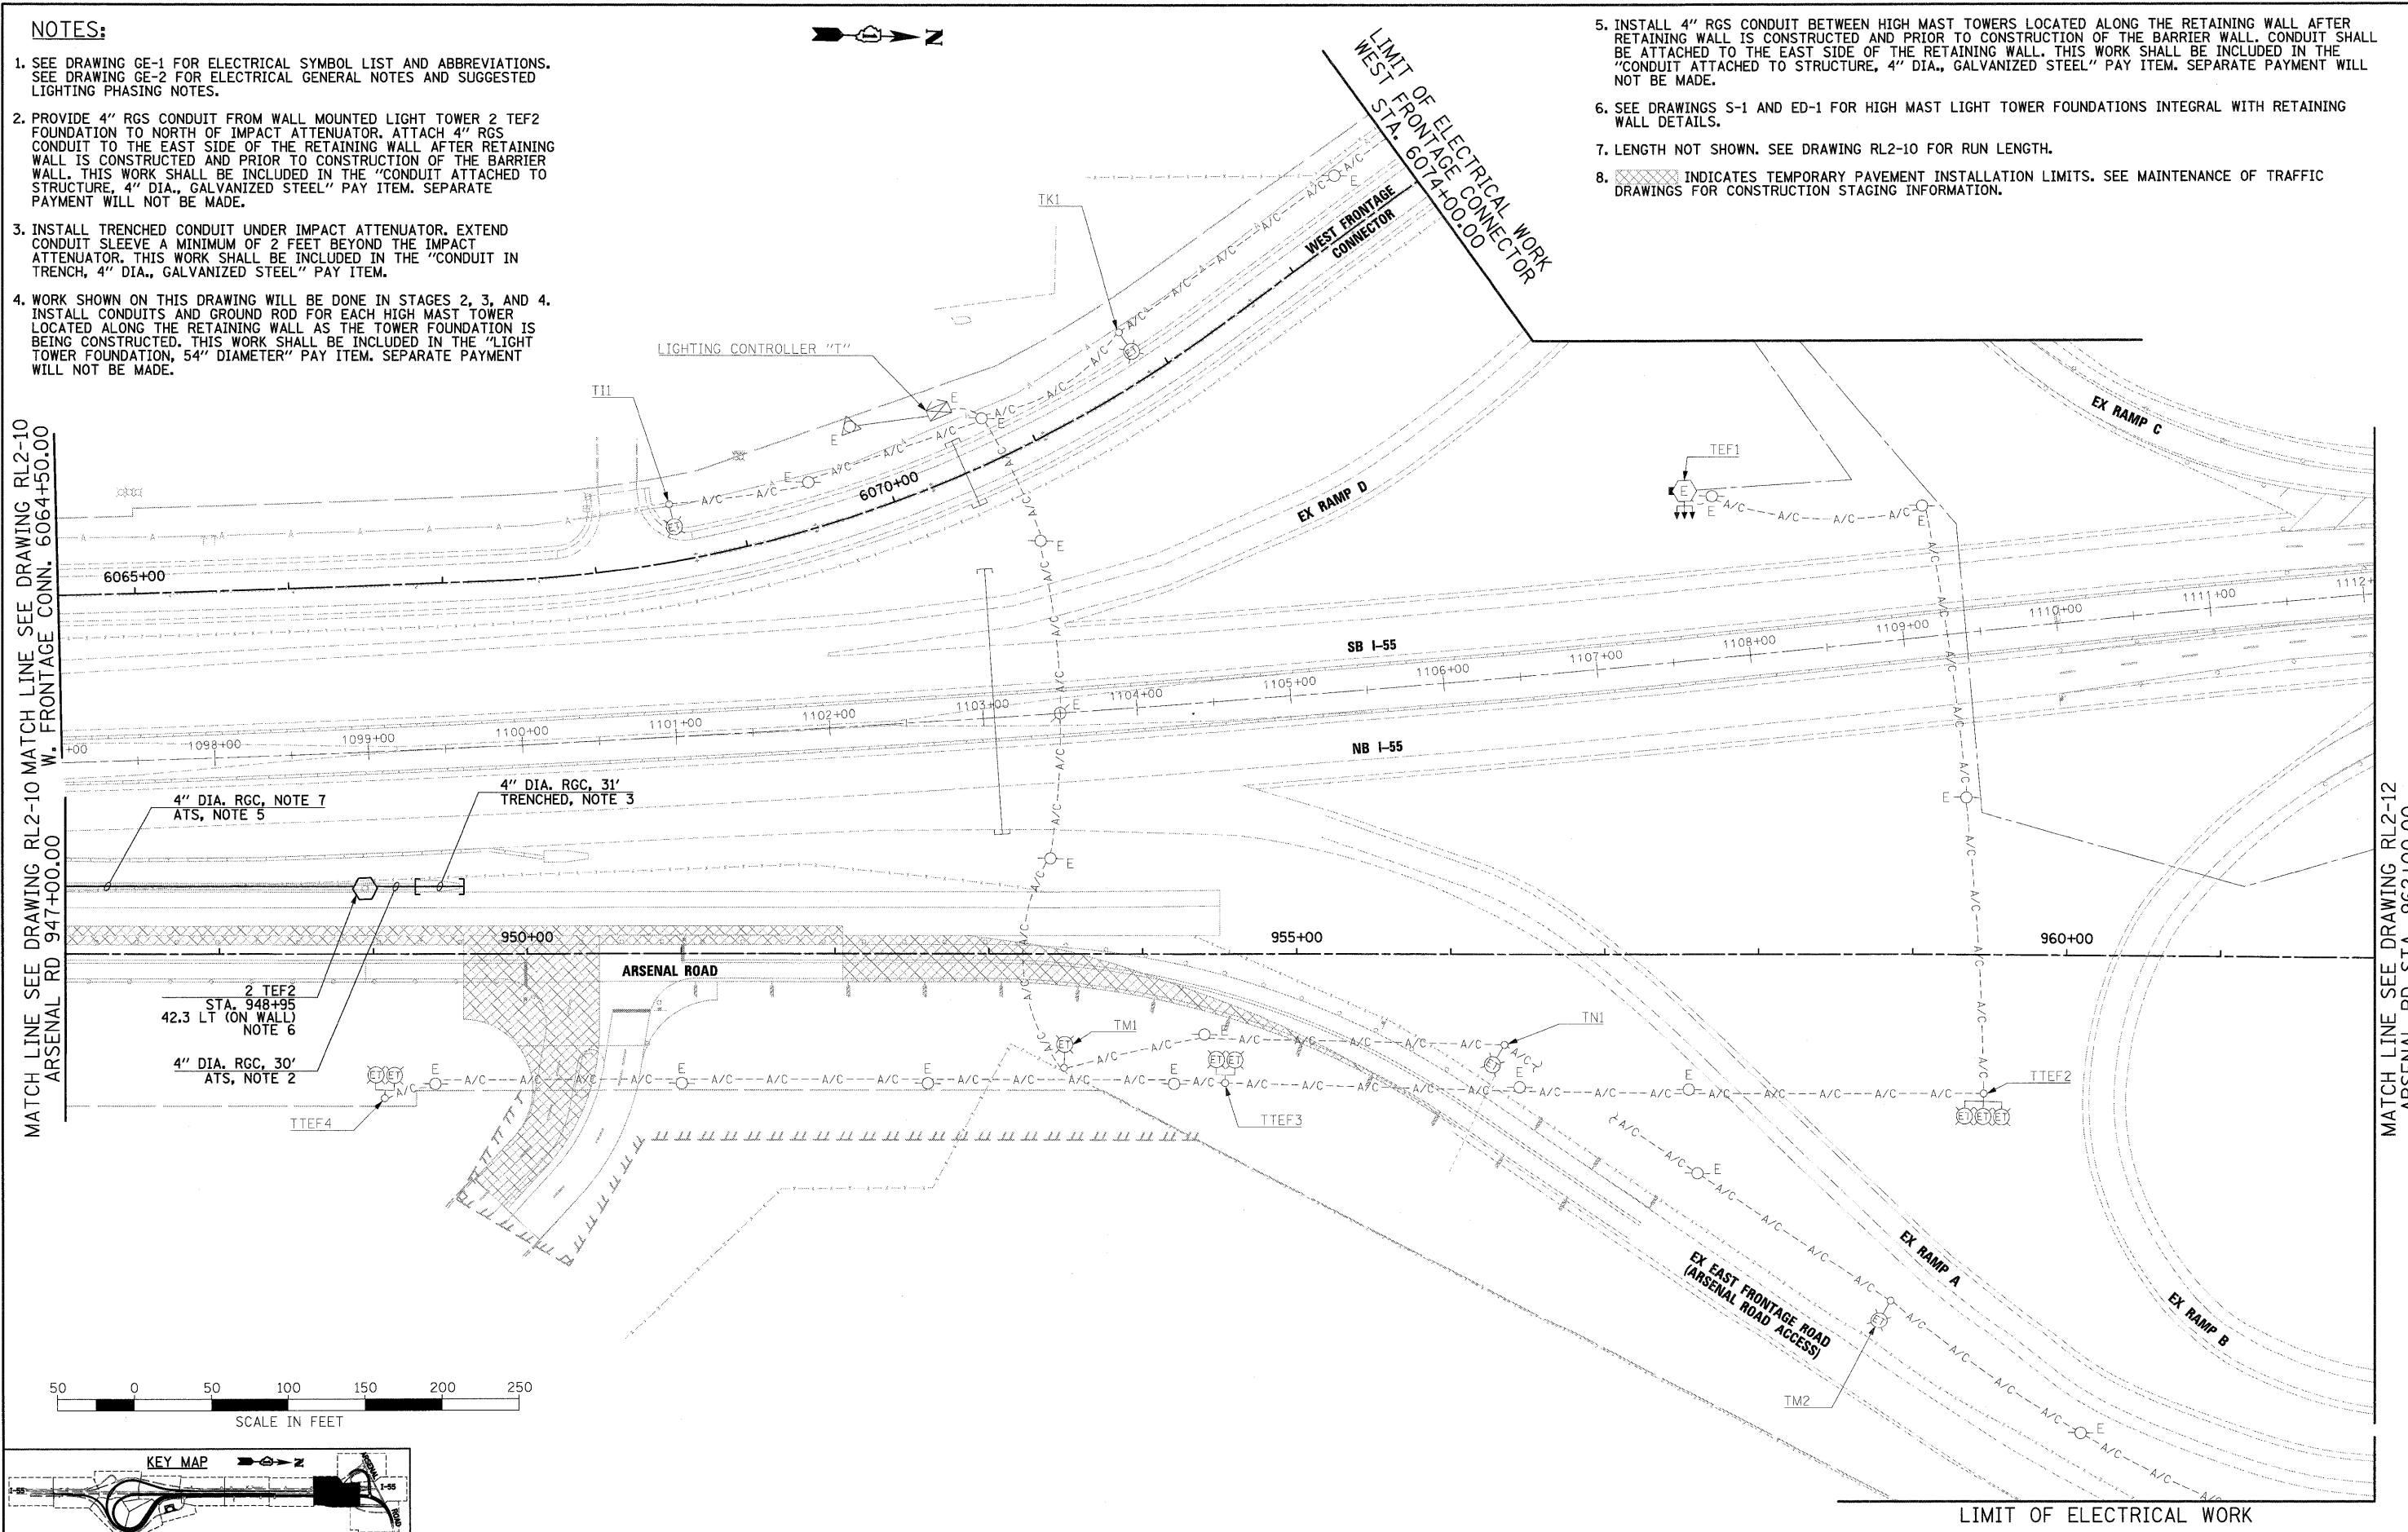 NOTES:
1. SEE DRAWING GE-1 FOR ELECTRICAL SYMBOL LIST AND ABBREVIATIONS.
SEE DRAWING GE-2 FOR ELECTRICAL GENERAL NOTES AND SUGGESTED
LIGHTING PHASING NOTES.
2. PROVIDE 4" RGS CONDUIT FROM WALL MOUNTED LIGHT TOWER 2 TEF2
FOUNDATION TO NORTH OF IMPACT ATTENUATOR. ATTACH 4" RGS
CONDUIT TO THE EAST SIDE OF THE RETAINING WALL AFTER RETAINING
WALL IS CONSTRUCTED AND PRIOR TO CONSTRUCTION OF THE BARRIER
WALL. THIS WORK SHALL BE INCLUDED IN THE "CONDUIT ATTACHED TO
STRUCTURE, 4" DIA., GALVANIZED STEEL" PAY ITEM. SEPARATE
PAYMENT WILL NOT BE MADE.
3. INSTALL TRENCHED CONDUIT UNDER IMPACT ATTENUATOR. EXTEND
CONDUIT SLEEVE A MINIMUM OF 2 FEET BEYOND THE IMPACT
ATTENUATOR. THIS WORK SHALL BE INCLUDED IN THE "CONDUIT IN
TRENCH, 4" DIA., GALVANIZED STEEL" PAY ITEM.
4. WORK SHOWN ON THIS DRAWING WILL BE DONE IN STAGES 2, 3, AND 4.
INSTALL CONDUITS AND GROUND ROD FOR EACH HIGH MAST TOWER
LOCATED ALONG THE RETAINING WALL AS THE TOWER FOUNDATION IS
BEING CONSTRUCTED. THIS WORK SHALL BE INCLUDED IN THE "LIGHT
TOWER FOUNDATION, 54" DIAMETER" PAY ITEM. SEPARATE PAYMENT
WILL NOT BE MADE.
N
5. INSTALL 4" RGS CONDUIT BETWEEN HIGH MAST TOWERS LOCATED ALONG THE RETAINING WALL AFTER
RETAINING WALL IS CONSTRUCTED AND PRIOR TO CONSTRUCTION OF THE BARRIER WALL. CONDUIT SHALL
BE ATTACHED TO THE EAST SIDE OF THE RETAINING WALL. THIS WORK SHALL BE INCLUDED IN THE
"CONDUIT ATTACHED TO STRUCTURE, 4" DIA., GALVANIZED STEEL" PAY ITEM. SEPARATE PAYMENT WILL
NOT BE MADE.
6. SEE DRAWINGS S-1 AND ED-1 FOR HIGH MAST LIGHT TOWER FOUNDATIONS INTEGRAL WITH RETAINING
WALL DETAILS.
7. LENGTH NOT SHOWN. SEE DRAWING RL2-10 FOR RUN LENGTH.
8. INDICATES TEMPORARY PAVEMENT INSTALLATION LIMITS. SEE MAINTENANCE OF TRAFFIC
DRAWINGS FOR CONSTRUCTION STAGING INFORMATION.
LIMIT OF ELECTRICAL WORK
WEST FRONTAGE CONNECTOR
STA. 6074+00.00
TK1
WEST FRONTAGE
CONNECTOR
LIGHTING CONTROLLER "T"
TI1
EX RAMP C
TEF1
EX RAMP D
6070+00
6065+00
MATCH LINE SEE DRAWING RL2-10
W. FRONTAGE CONN. 6064+50.00
SB I-55
NB I-55
+00
1098+00
1099+00
1100+00
1101+00
1102+00
1103+00
1104+00
1105+00
1106+00
1107+00
1108+00
1109+00
1110+00
1111+00
1112+
4" DIA. RGC, NOTE 7
ATS, NOTE 5
4" DIA. RGC, 31'
TRENCHED, NOTE 3
MATCH LINE SEE DRAWING RL2-10
ARSENAL RD 947+00.00
950+00
955+00
960+00
ARSENAL ROAD
2 TEF2
STA. 948+95
42.3 LT (ON WALL)
NOTE 6
4" DIA. RGC, 30'
ATS, NOTE 2
TTEF4
TM1
TTEF3
TN1
TTEF2
MATCH LINE SEE DRAWING RL2-12
EX RAMP A
EX RAMP B
EX EAST FRONTAGE ROAD
(ARSENAL ROAD ACCESS)
TM2
50 0 50 100 150 200 250
SCALE IN FEET
KEY MAP
N
I-55
I-55
ARSENAL
ROAD
LIMIT OF ELECTRICAL WORK